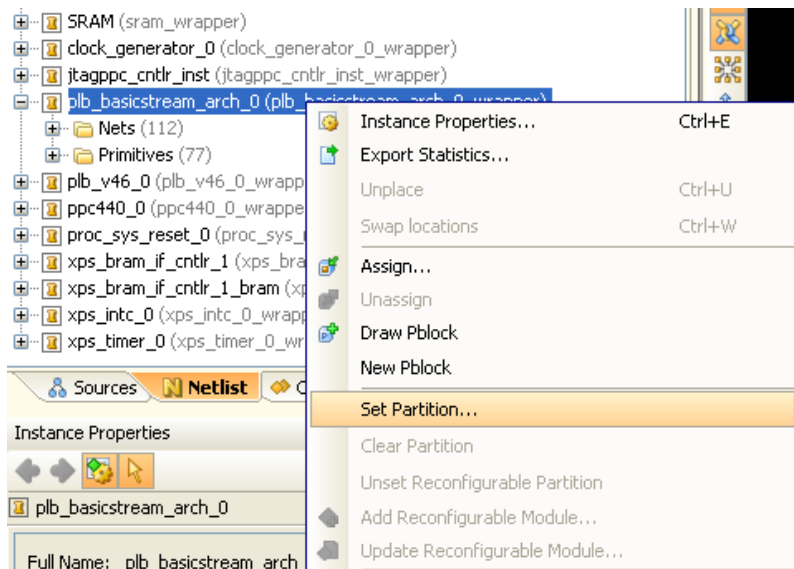 SRAM (sram_wrapper)
clock_generator_0 (clock_generator_0_wrapper)
jtagppc_cntlr_inst (jtagppc_cntlr_inst_wrapper)
plb_basicstream_arch_0 (plb_basicstream_arch_0_wrapper)
Nets (112)
Primitives (77)
plb_v46_0 (plb_v46_0_wrapp
ppc440_0 (ppc440_0_wrappe
proc_sys_reset_0 (proc_sys_
xps_bram_if_cntlr_1 (xps_bra
xps_bram_if_cntlr_1_bram (xp
xps_intc_0 (xps_intc_0_wrapp
xps_timer_0 (xps_timer_0_wr
Sources Netlist C
Instance Properties
plb_basicstream_arch_0
Full Name: plb_basicstream_arch
Instance Properties... Ctrl+E
Export Statistics...
Unplace Ctrl+U
Swap locations Ctrl+W
Assign...
Unassign
Draw Pblock
New Pblock
Set Partition...
Clear Partition
Unset Reconfigurable Partition
Add Reconfigurable Module...
Update Reconfigurable Module...